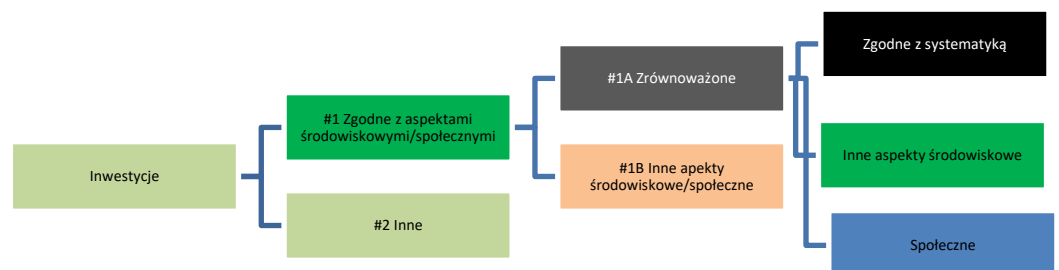 Inwestycje
#1 Zgodne z aspektami
środowiskowymi/społecznymi
#2 Inne
#1A Zrównoważone
#1B Inne apekty
środowiskowe/społeczne
Zgodne z systematyką
Inne aspekty środowiskowe
Społeczne